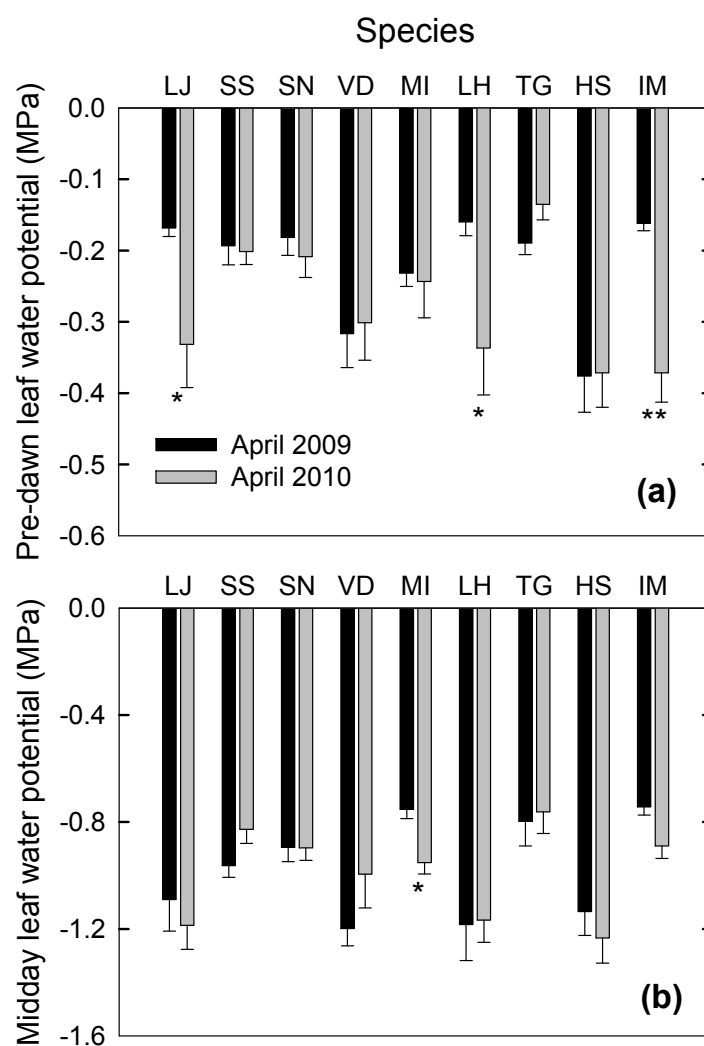 Species
LJ SS SN VD MI LH TG HS IM
Pre-dawn leaf water potential (MPa)
0.0
-0.1
-0.2
-0.3
-0.4
-0.5
-0.6
* * **
April 2009
April 2010
(a)
LJ SS SN VD MI LH TG HS IM
Midday leaf water potential (MPa)
0.0
-0.4
-0.8
-1.2
-1.6
*
(b)